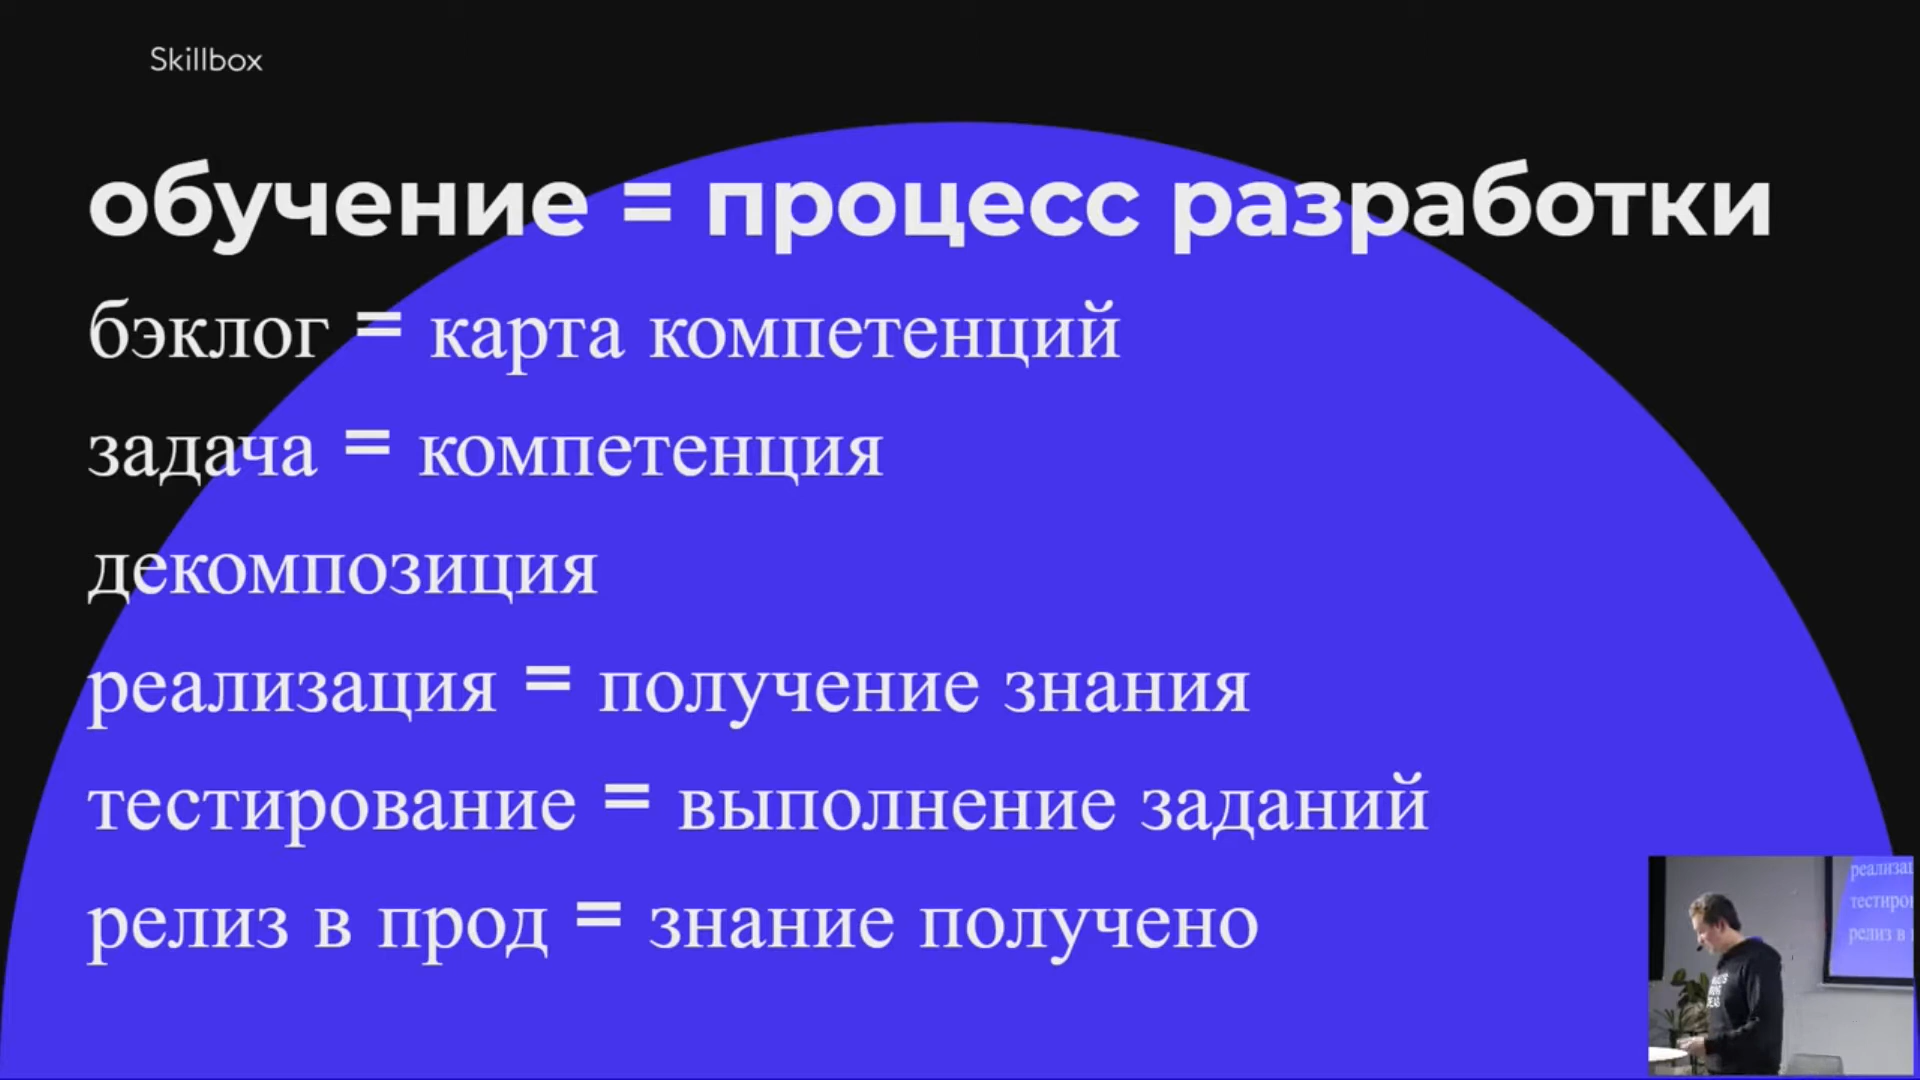 Skillbox
обучение = процесс разработки
бэклог = карта компетенций
задача = компетенция
декомпозиция
реализация = получение знания
тестирование = выполнение заданий
релиз в прод = знание получено